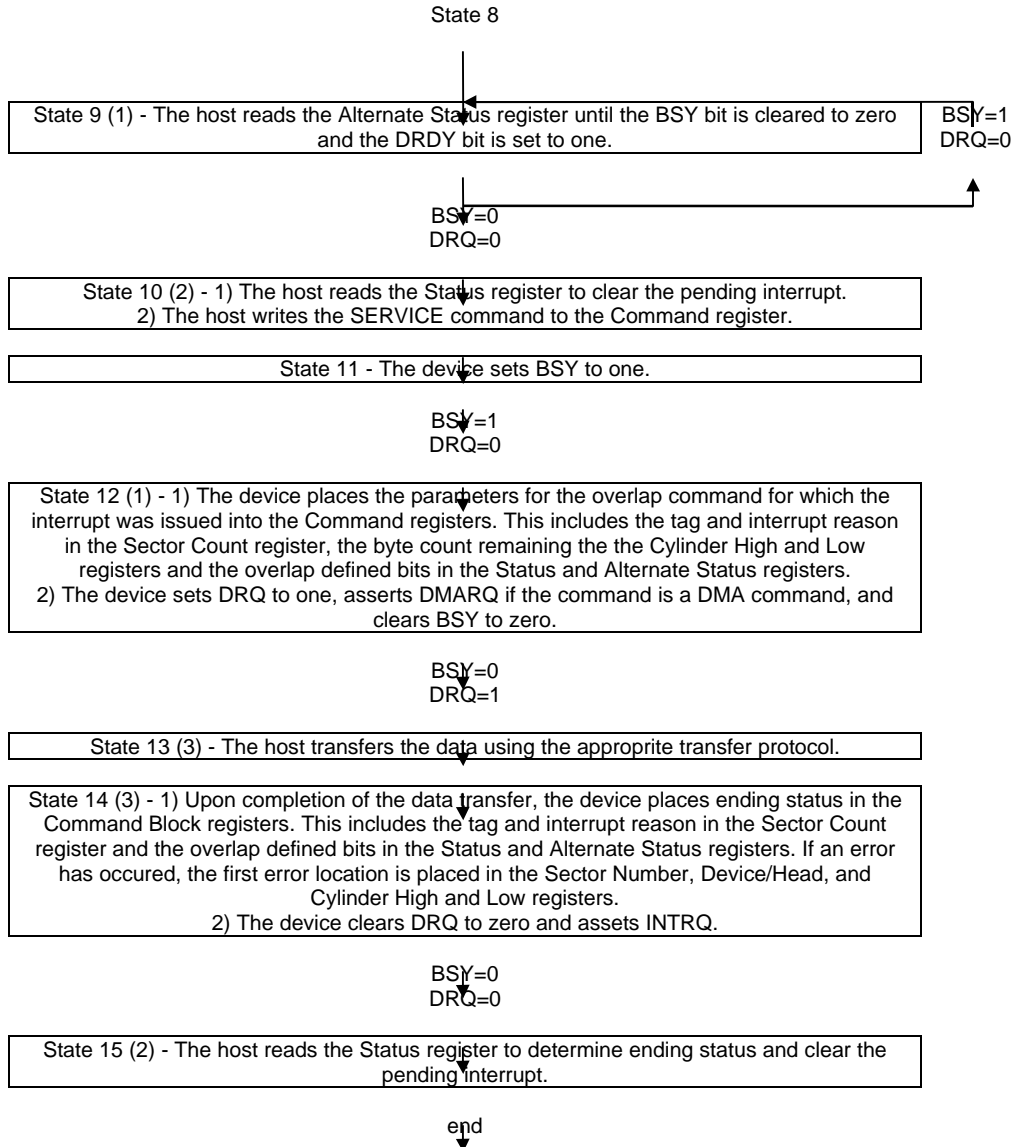 State 8
State 9 (1) - The host reads the Alternate Status register until the BSY bit is cleared to zero
and the DRDY bit is set to one.
BSY=1
DRQ=0
BSY=0
DRQ=0
State 10 (2) - 1) The host reads the Status register to clear the pending interrupt.
2) The host writes the SERVICE command to the Command register.
State 11 - The device sets BSY to one.
BSY=1
DRQ=0
State 12 (1) - 1) The device places the parameters for the overlap command for which the
interrupt was issued into the Command registers. This includes the tag and interrupt reason
in the Sector Count register, the byte count remaining the the Cylinder High and Low
registers and the overlap defined bits in the Status and Alternate Status registers.
2) The device sets DRQ to one, asserts DMARQ if the command is a DMA command, and
clears BSY to zero.
BSY=0
DRQ=1
State 13 (3) - The host transfers the data using the approprite transfer protocol.
State 14 (3) - 1) Upon completion of the data transfer, the device places ending status in the
Command Block registers. This includes the tag and interrupt reason in the Sector Count
register and the overlap defined bits in the Status and Alternate Status registers. If an error
has occured, the first error location is placed in the Sector Number, Device/Head, and
Cylinder High and Low registers.
2) The device clears DRQ to zero and assets INTRQ.
BSY=0
DRQ=0
State 15 (2) - The host reads the Status register to determine ending status and clear the
pending interrupt.
end